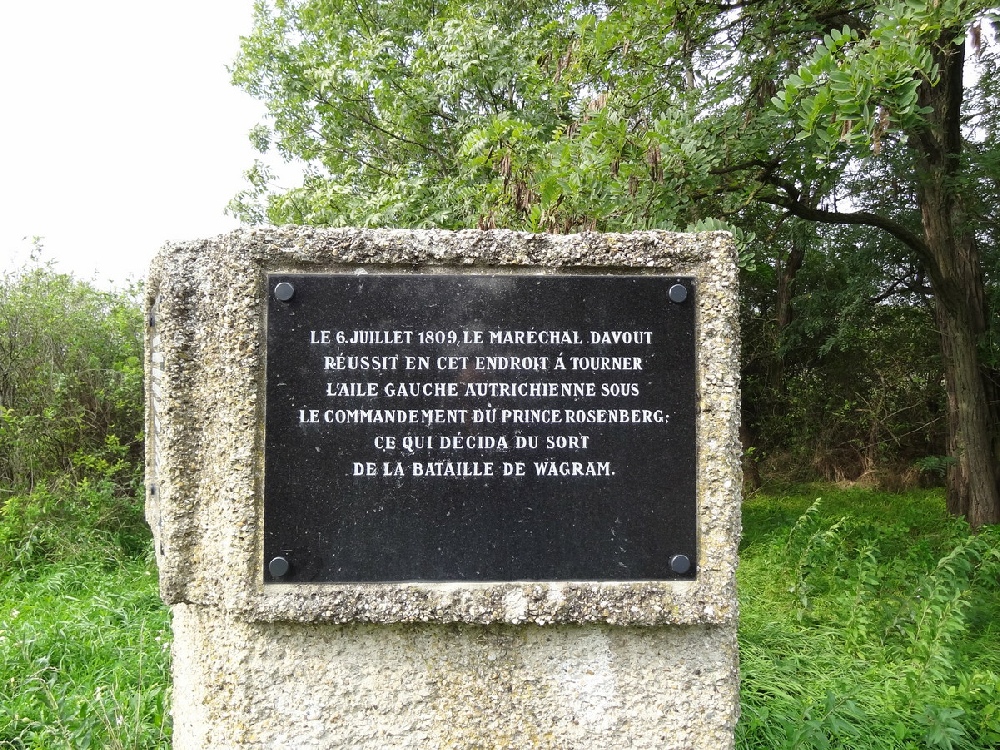 LE 6. JUILLET 1809, LE MARÉCHAL DAVOUT
RÉUSSIT EN CET ENDROIT Á TOURNER
L'AILE GAUCHE AUTRICHIENNE SOUS
LE COMMANDEMENT DU PRINCE ROSENBERG;
CE QUI DÉCIDA DU SORT
DE LA BATAILLE DE WAGRAM.